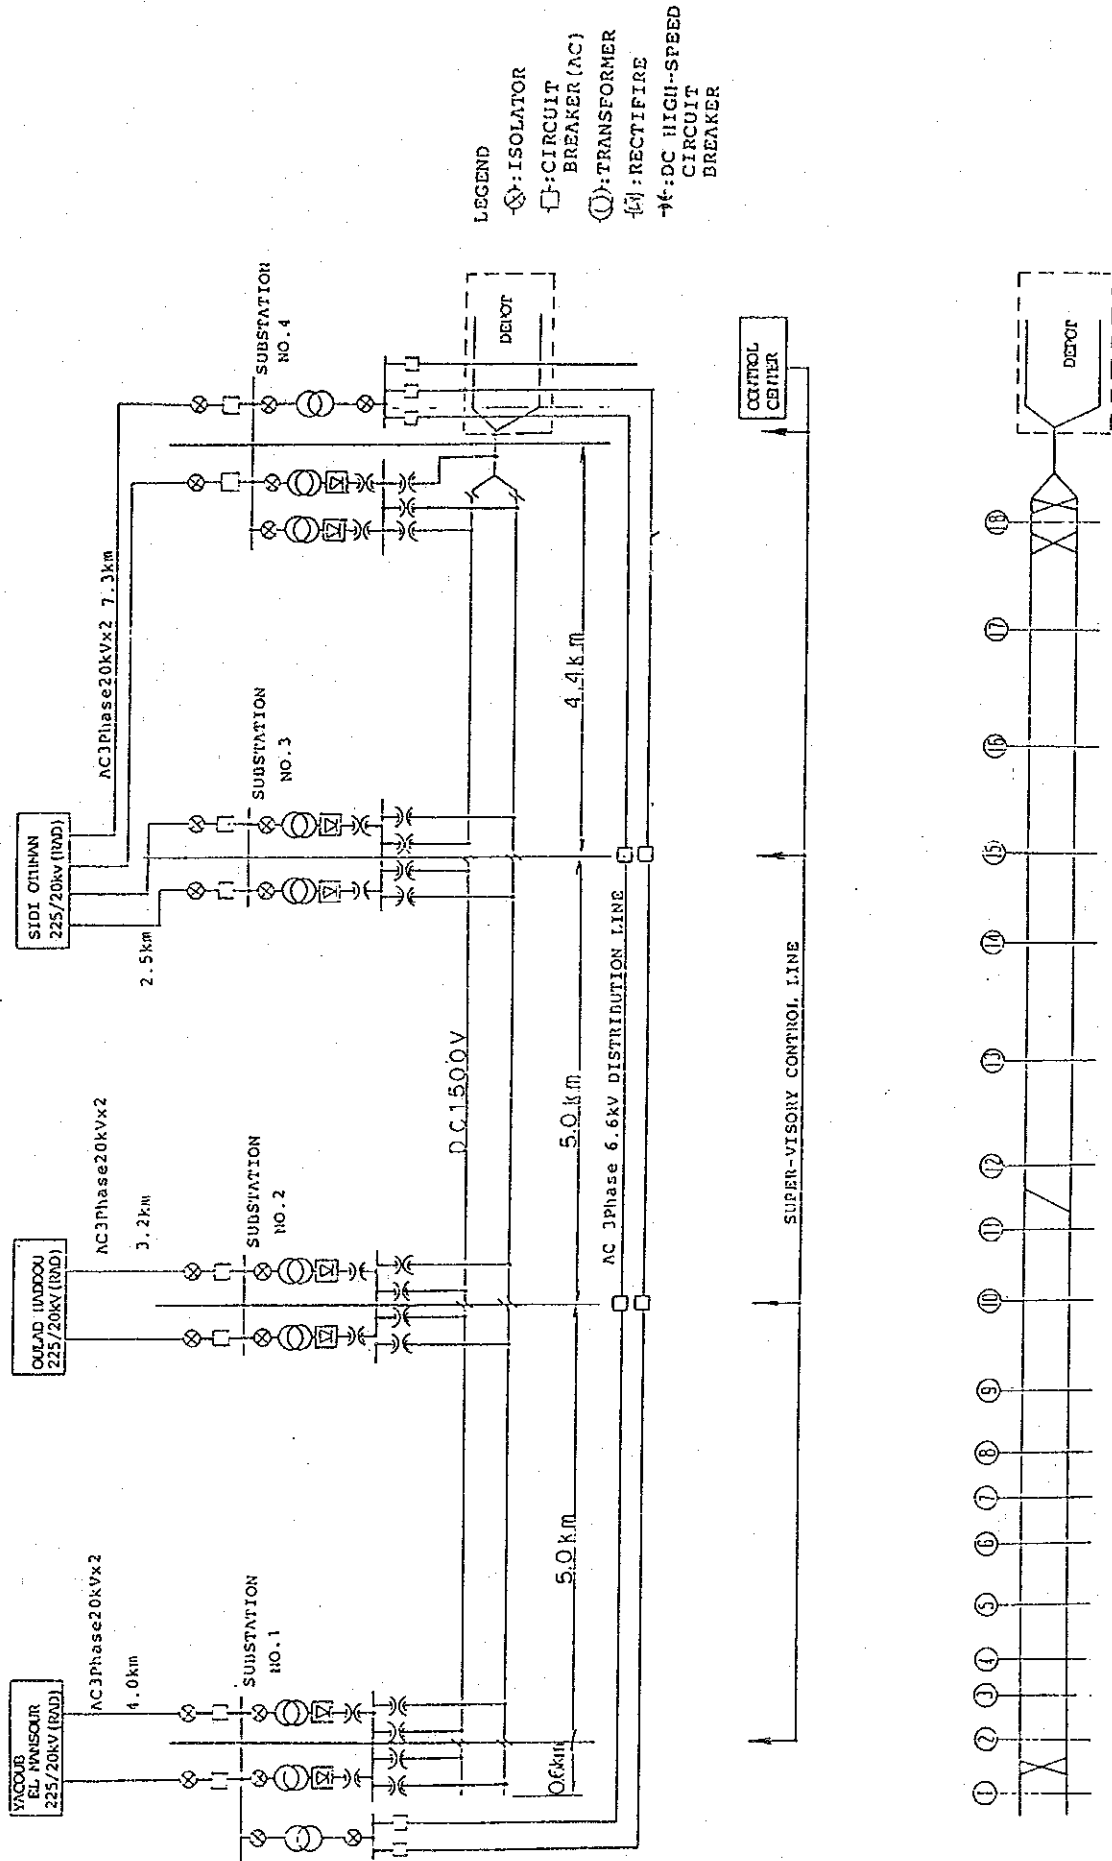 YACOUB
EL MANSOUR
225/20kV (RAD)
AC3Phase20kVx2
4.0km
SUBSTATION
NO.1
OULAD HADDOU
225/20kV (RAD)
AC3Phase20kVx2
3.2km
SUBSTATION
NO.2
SIDI OTHMAN
225/20kV (RAD)
2.5km
AC3Phase20kVx2 7.3km
SUBSTATION
NO.3
SUBSTATION
NO.4
DC1500V
DEPOT
0.6km
5.0km
5.0km
4.4km
AC 3Phase 6.6kV DISTRIBUTION LINE
SUPER-VISORY CONTROL LINE
CONTROL
CENTER
LEGEND
:ISOLATOR
:CIRCUIT
BREAKER(AC)
:TRANSFORMER
:RECTIFIRE
:DC HIGH-SPEED
CIRCUIT
BREAKER
1 2 3 4 5 6 7 8 9 10 11 12 13 14 15 16 17 18
DEPOT